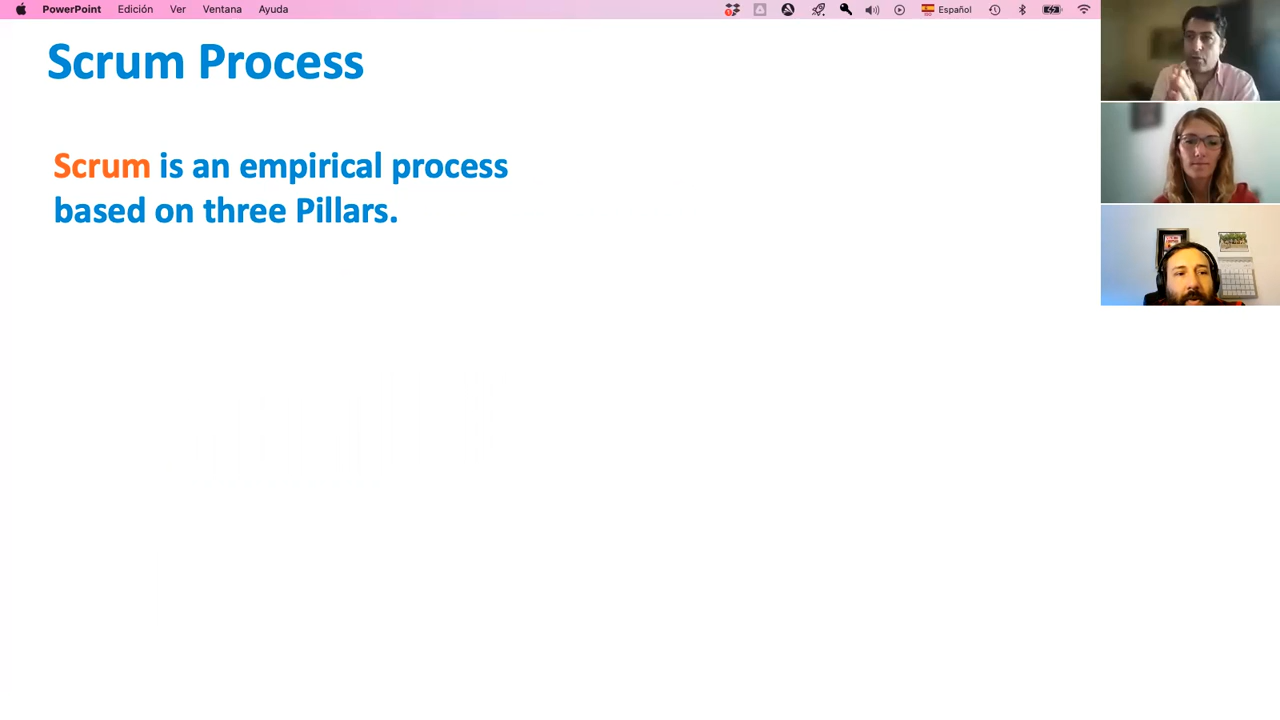 PowerPoint Edición Ver Ventana Ayuda Español
Scrum Process
Scrum is an empirical process
based on three Pillars.